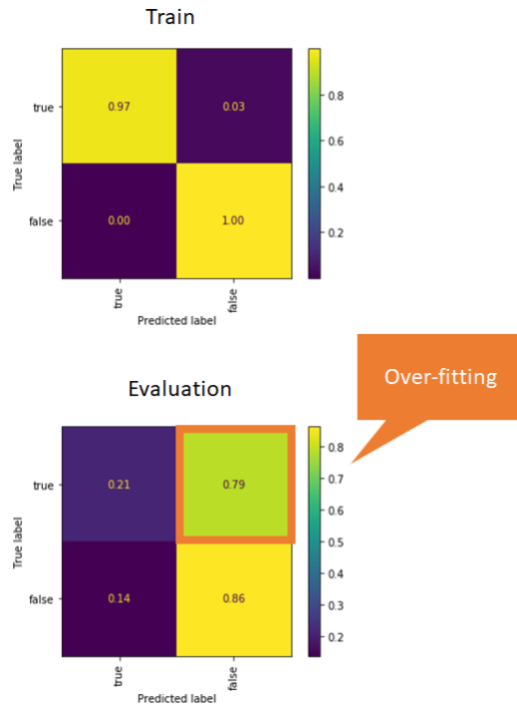 Train
true
0.97
0.03
0.8
0.6
True label
0.4
false
0.00
1.00
0.2
true
false
Predicted label
Over-fitting
Evaluation
0.8
true
0.21
0.79
0.7
0.6
True label
0.5
0.4
false
0.14
0.86
0.3
0.2
true
false
Predicted label